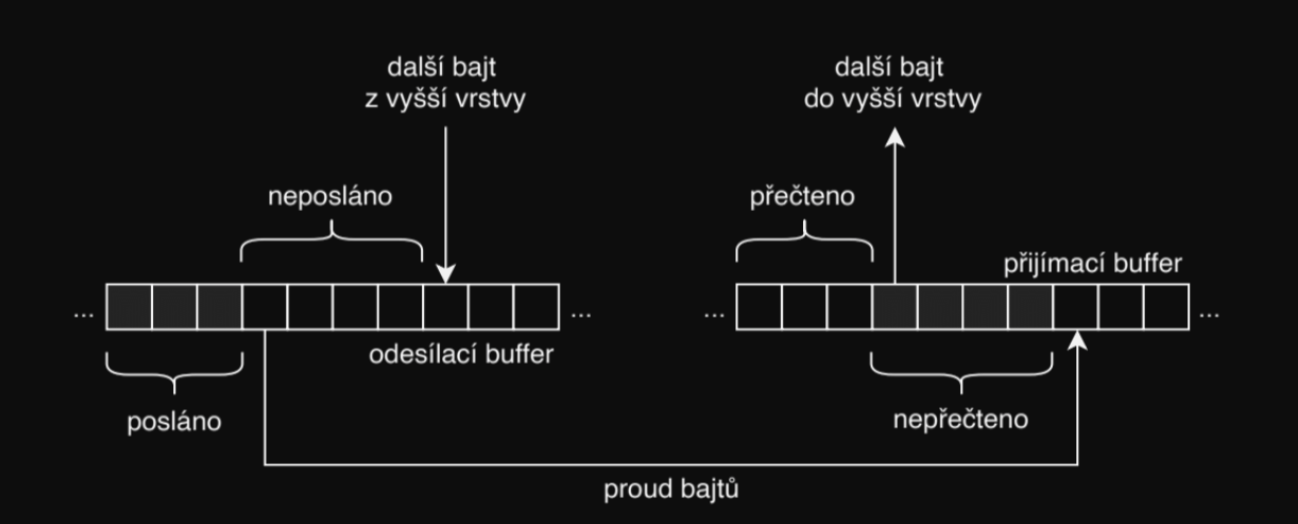 další bajt
z vyšší vrstvy
další bajt
do vyšší vrstvy
neposláno
přečteno
přijímací buffer
...
...
...
...
odesílací buffer
posláno
nepřečteno
proud bajtů